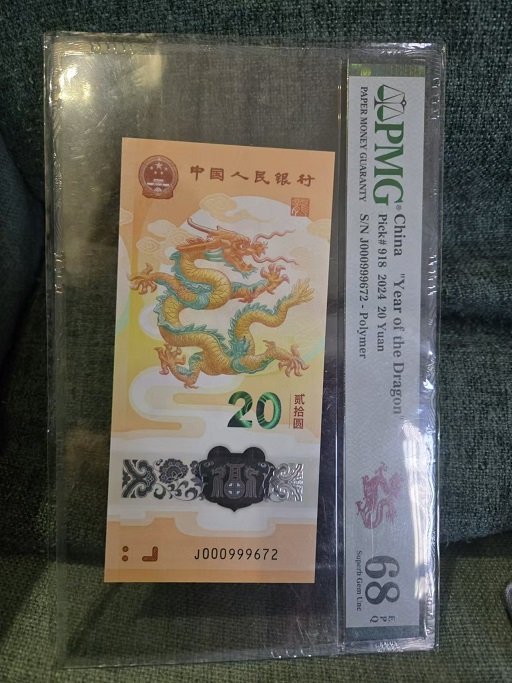 中国人民银行
20
贰拾圆
J000999672
PMG®
PAPER MONEY GUARANTY
China "Year of the Dragon"
Pick# 918 2024 20 Yuan
S/N J000999672 - Polymer
68 EPQ
Superb Gem Unc